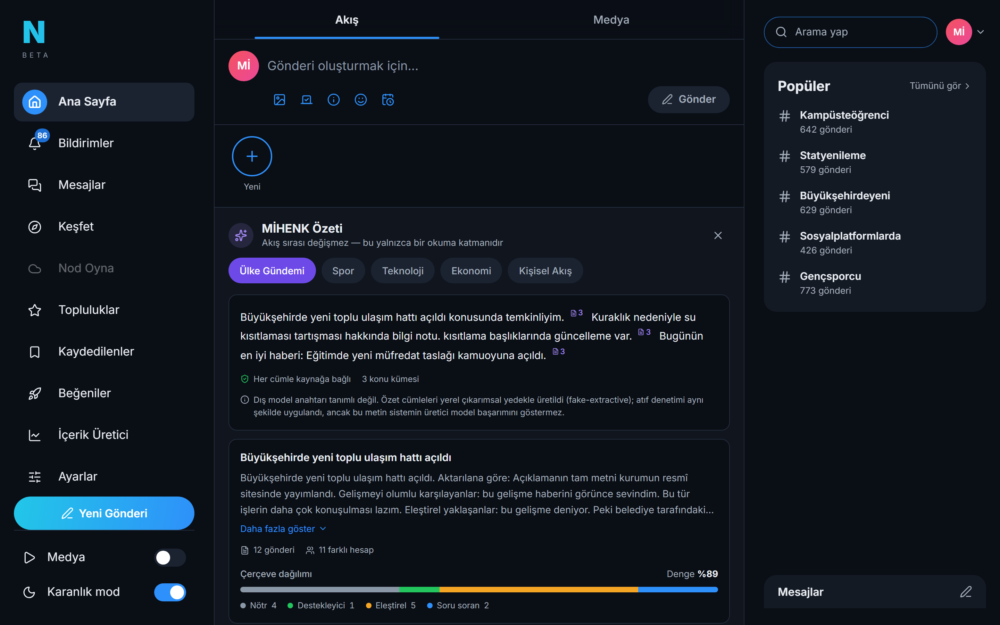 N
BETA
Ana Sayfa
86
Bildirimler
Mesajlar
Keşfet
Nod Oyna
Topluluklar
Kaydedilenler
Beğeniler
İçerik Üretici
Ayarlar
Yeni Gönderi
Medya
Karanlık mod
Akış
Medya
Mİ
Gönderi oluşturmak için...
Gönder
Yeni
MİHENK Özeti
Akış sırası değişmez — bu yalnızca bir okuma katmanıdır
Ülke Gündemi
Spor
Teknoloji
Ekonomi
Kişisel Akış
Büyükşehirde yeni toplu ulaşım hattı açıldı konusunda temkinliyim. 3 Kuraklık nedeniyle su
kısıtlaması tartışması hakkında bilgi notu. kısıtlama başlıklarında güncelleme var. 3 Bugünün
en iyi haberi: Eğitimde yeni müfredat taslağı kamuoyuna açıldı. 3
Her cümle kaynağa bağlı 3 konu kümesi
Dış model anahtarı tanımlı değil. Özet cümleleri yerel çıkarımsal yedekle üretildi (fake-extractive); atıf denetimi aynı
şekilde uygulandı, ancak bu metin sistemin üretici model başarımını göstermez.
Büyükşehirde yeni toplu ulaşım hattı açıldı
Büyükşehirde yeni toplu ulaşım hattı açıldı. Aktarılana göre: Açıklamanın tam metni kurumun resmî
sitesinde yayımlandı. Gelişmeyi olumlu karşılayanlar: bu gelişme haberini görünce sevindim. Bu tür
işlerin daha çok konuşulması lazım. Eleştirel yaklaşanlar: bu gelişme deniyor. Peki belediye tarafındaki...
Daha fazla göster
12 gönderi 11 farklı hesap
Çerçeve dağılımı Denge %89
Nötr 4 Destekleyici 1 Eleştirel 5 Soru soran 2
Arama yap
Mİ
Popüler Tümünü gör
# Kampüsteöğrenci
642 gönderi
# Statyenileme
579 gönderi
# Büyükşehirdeyeni
629 gönderi
# Sosyalplatformlarda
426 gönderi
# Gençsporcu
773 gönderi
Mesajlar